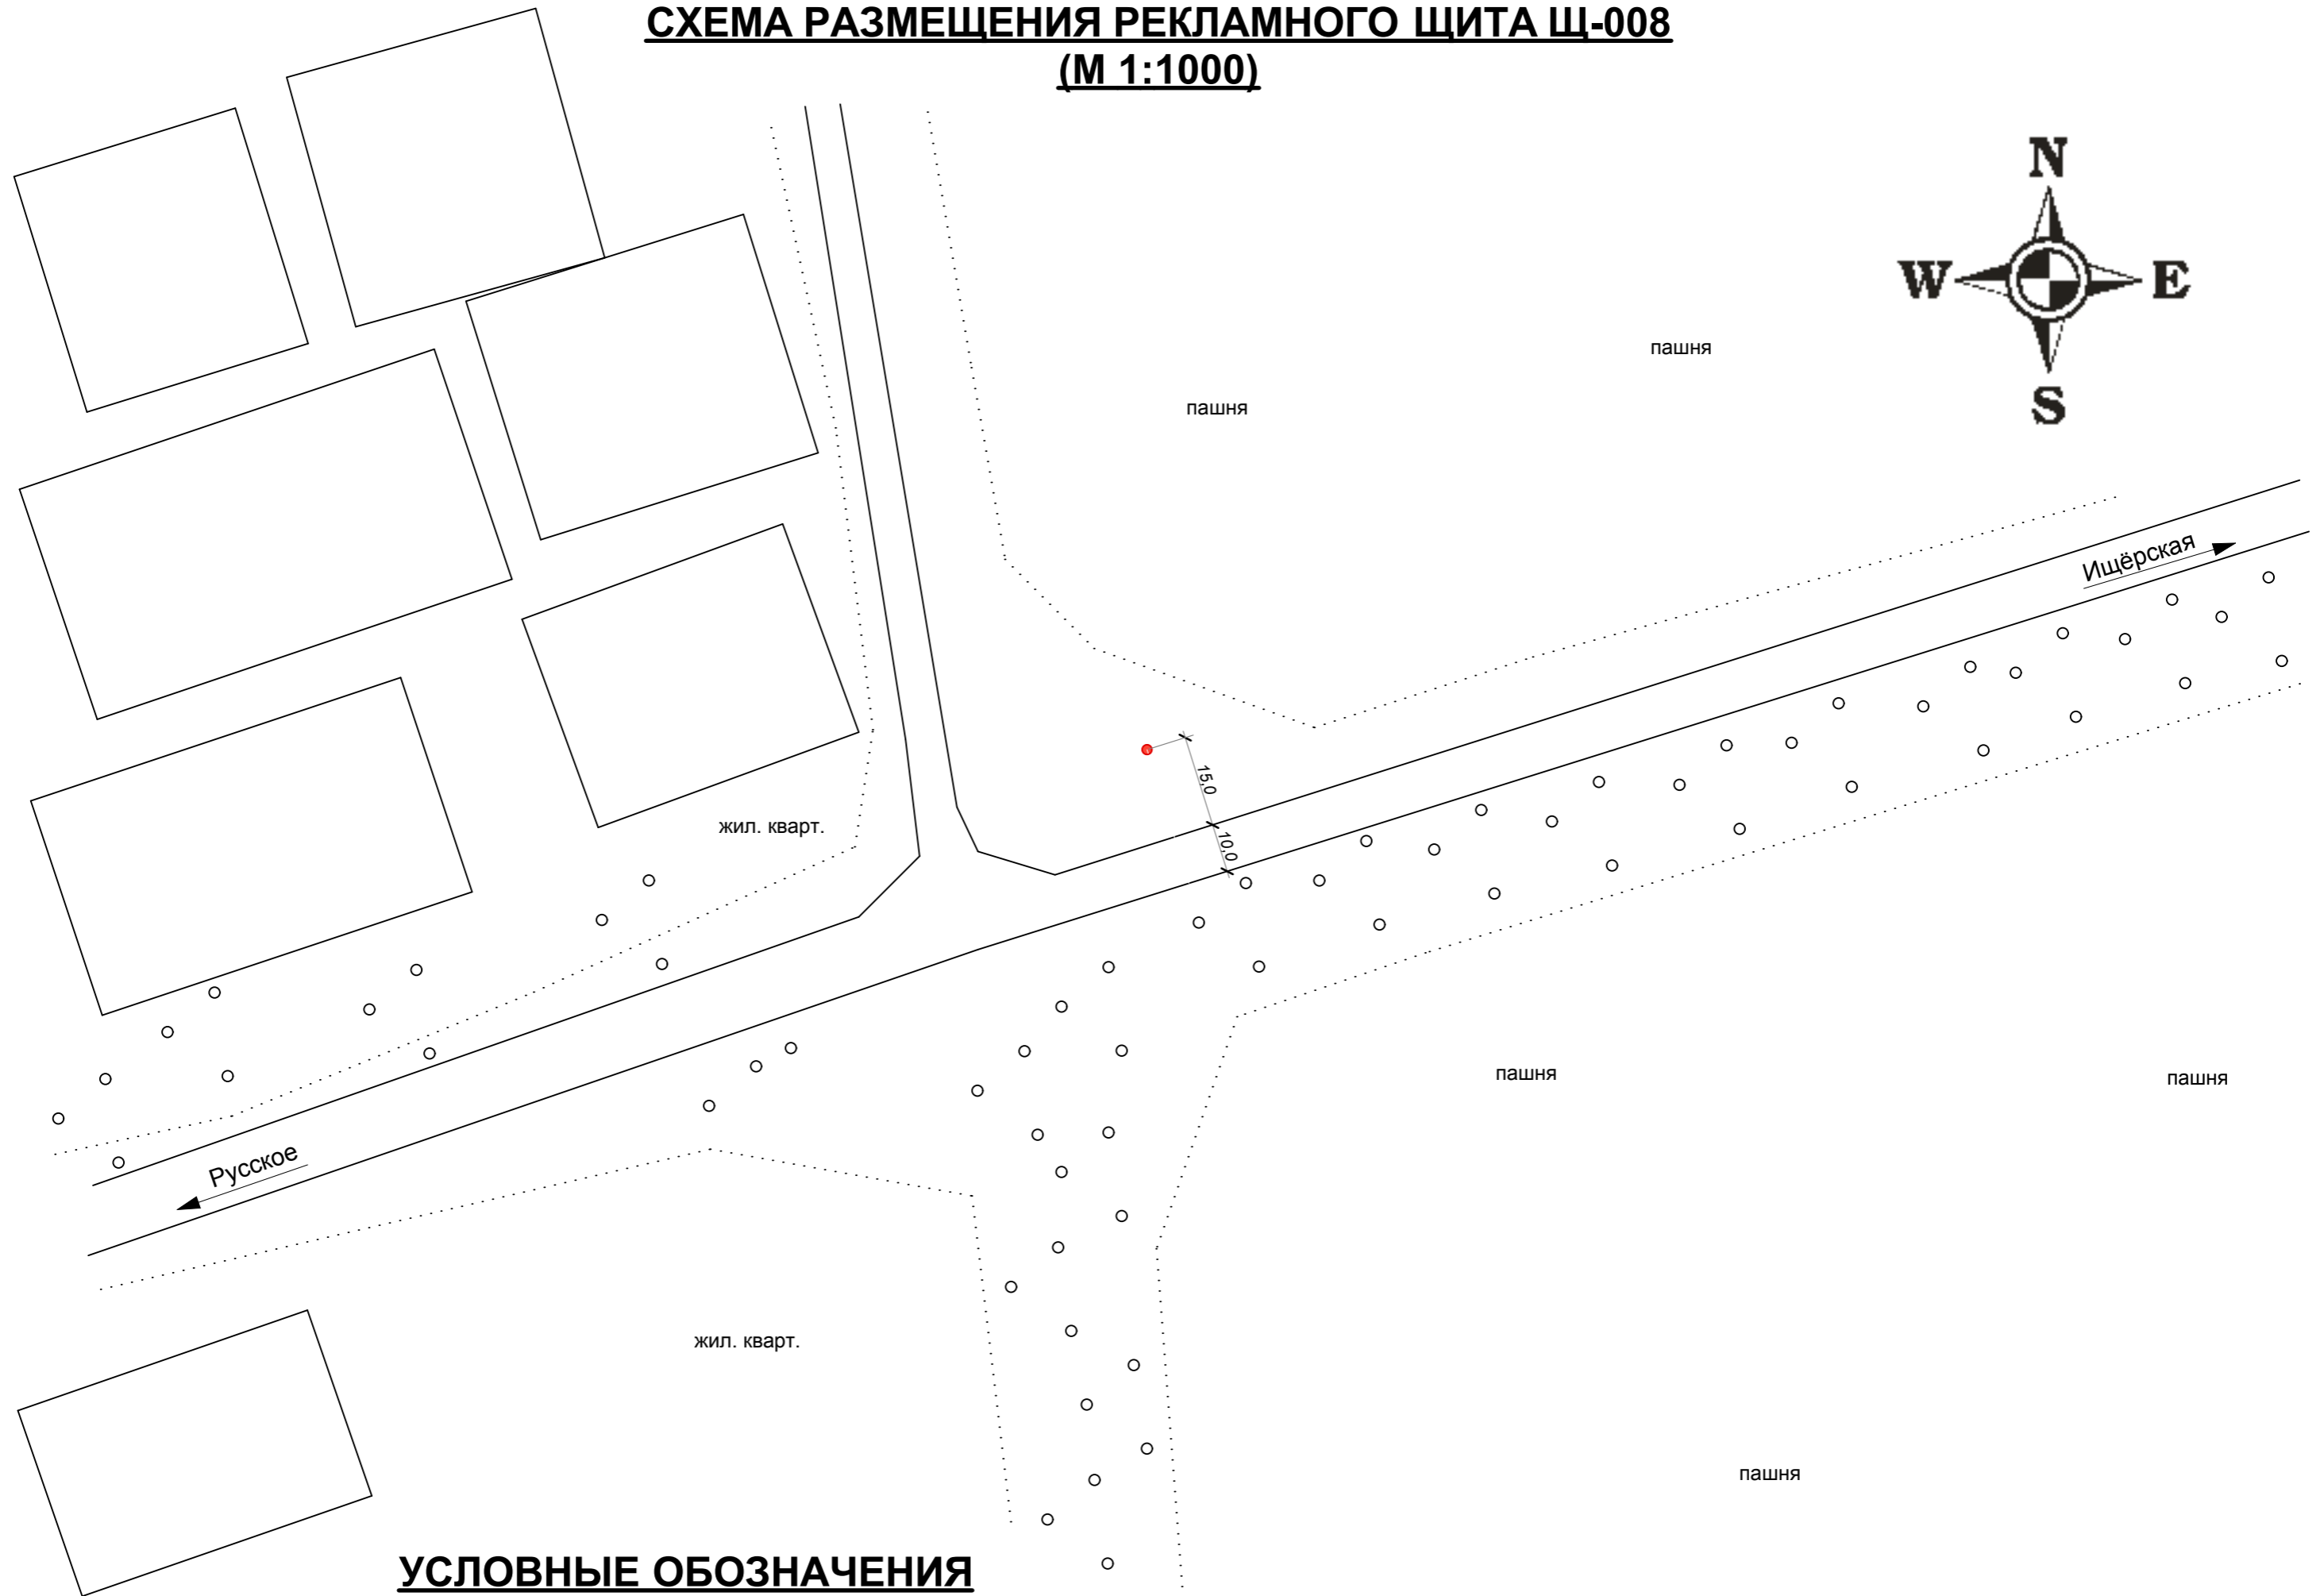 СХЕМА РАЗМЕЩЕНИЯ РЕКЛАМНОГО ЩИТА Щ-008
(М 1:1000)
N
W E
S
пашня
пашня
Ищёрская
15,0
10,0
жил. кварт.
Русское
пашня
пашня
жил. кварт.
пашня
УСЛОВНЫЕ ОБОЗНАЧЕНИЯ